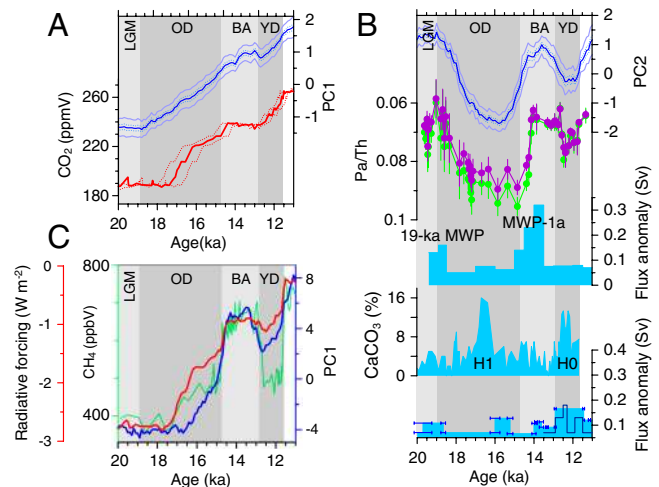 A
LGM
OD
BA
YD
2
1
0
-1
PC1
260
240
210
180
CO2 (ppmV)
20 18 16 14 12
Age(ka)
C
LGM
OD
BA
YD
0
-1
-2
-3
Radiative forcing (W m-2)
800
400
CH4 (ppbV)
8
4
0
-4
PC1
20 18 16 14 12
Age (ka)
B
LGM
OD
BA
YD
2
1
0
-1
-2
PC2
0.06
0.08
0.1
Pa/Th
19-ka MWP
MWP-1a
0.3
0.2
0.1
Flux anomaly (Sv)
16
8
0
CaCO3 (%)
H1
H0
0.4
0.3
0.2
0.1
Flux anomaly (Sv)
20 18 16 14 12
Age (ka)